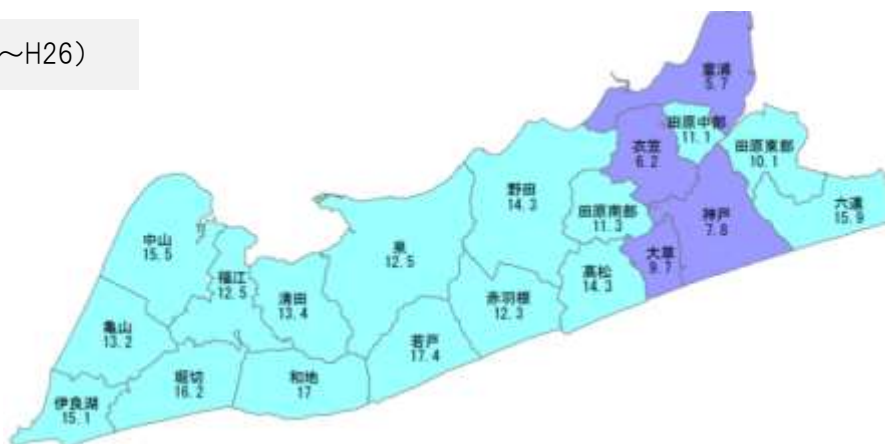 ～H26)
童浦
5.7
田原中部
11.1
衣笠
6.2
田原東部
10.1
野田
14.3
田原南部
11.3
神戸
7.8
六連
15.9
中山
15.5
泉
12.5
大草
9.7
福江
12.5
清田
13.4
高松
14.3
赤羽根
12.3
亀山
13.2
若戸
17.4
堀切
16.2
和地
17
伊良湖
15.1